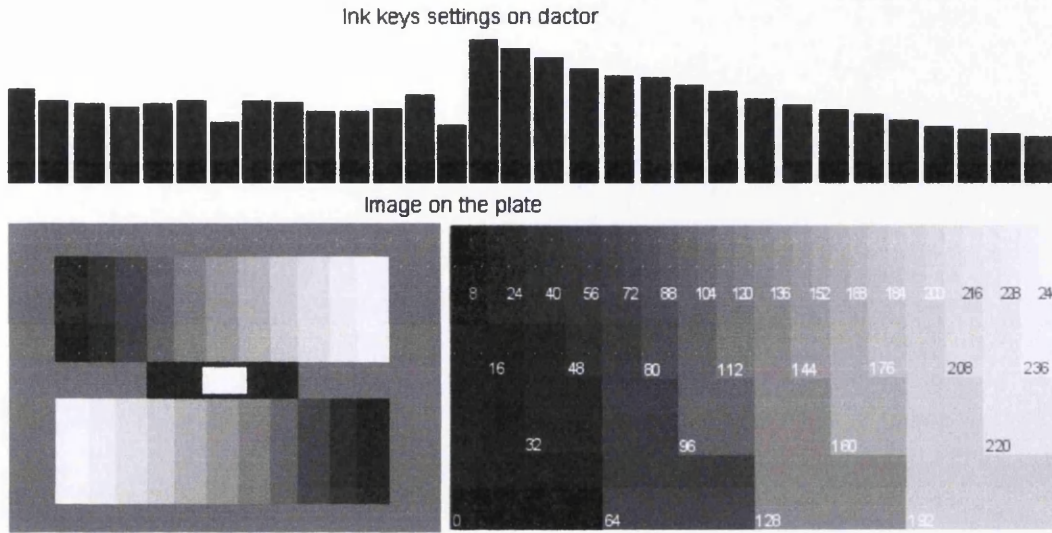 Ink keys settings on dactor
Image on the plate
8 24 40 56 72 88 104 120 136 152 168 184 200 216 228 24
16 48 80 112 144 176 208 236
32 96 160 220
0 64 128 192